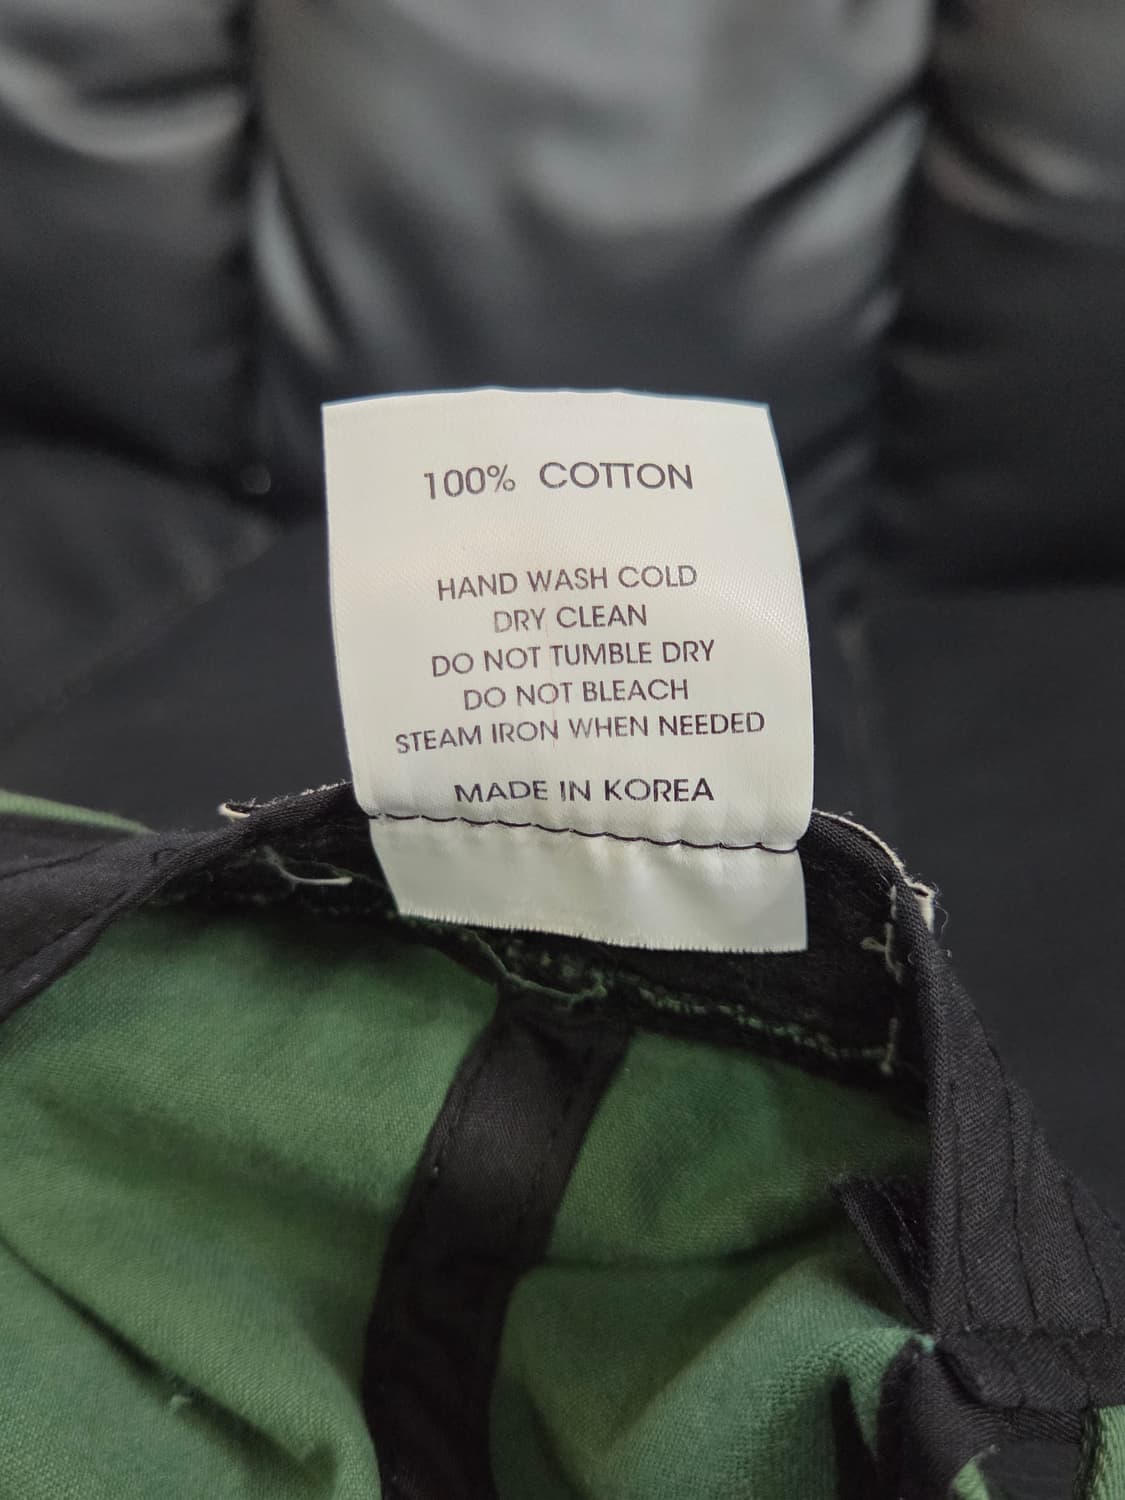 100% COTTON
HAND WASH COLD
DRY CLEAN
DO NOT TUMBLE DRY
DO NOT BLEACH
STEAM IRON WHEN NEEDED
MADE IN KOREA